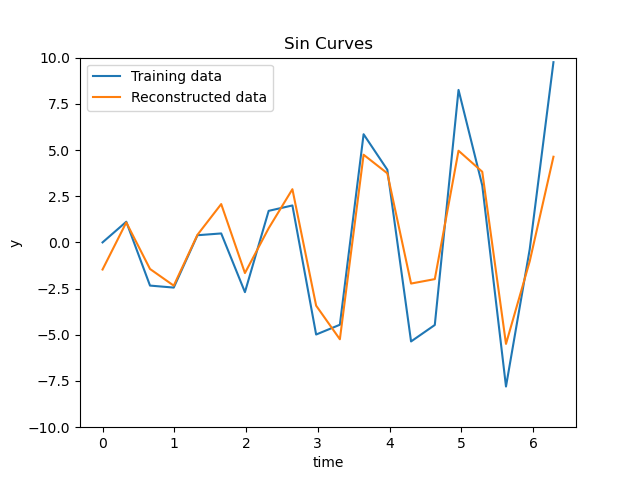 Sin Curves
Training data
Reconstructed data
10.0
7.5
5.0
2.5
0.0
−2.5
−5.0
−7.5
−10.0
y
0 1 2 3 4 5 6
time